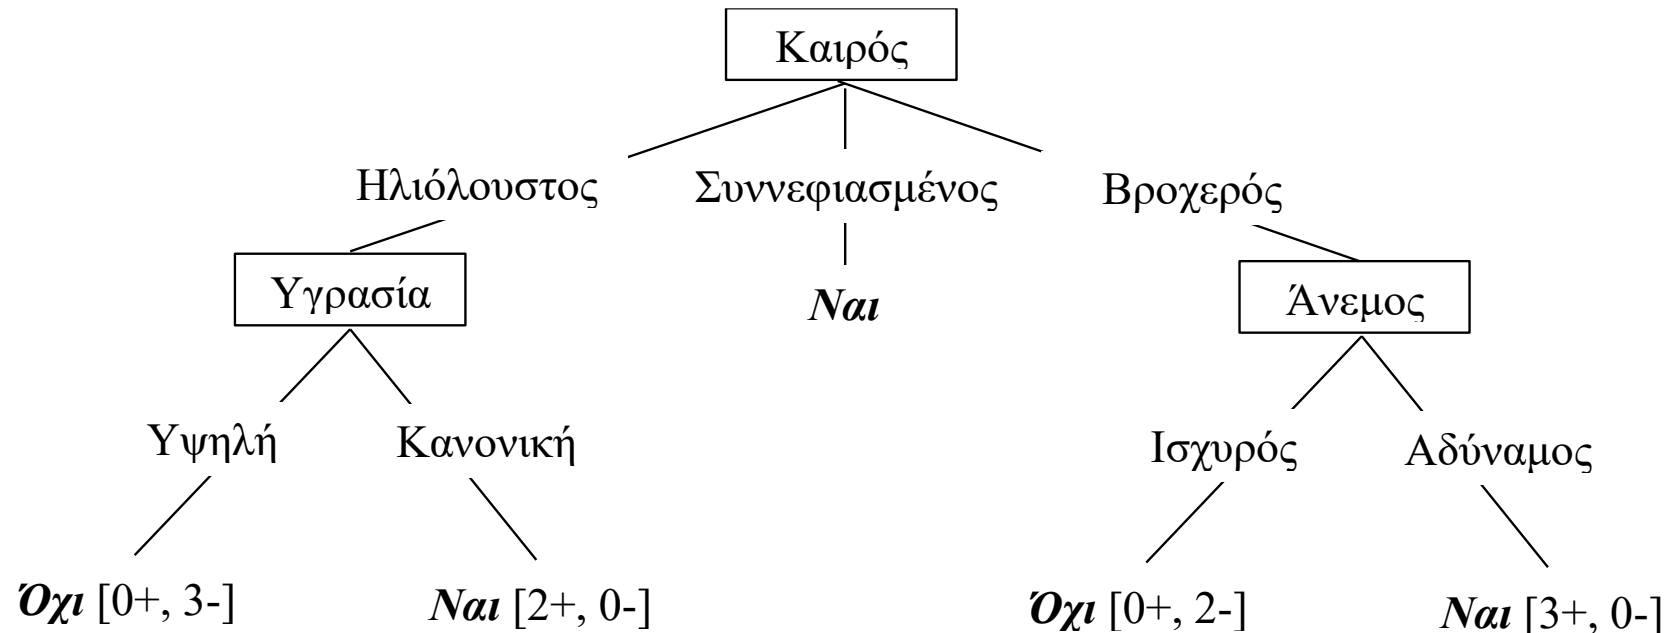 Καιρός
Ηλιόλουστος Συννεφιασμένος Βροχερός
Υγρασία Ναι Άνεμος
Υψηλή Κανονική Ισχυρός Αδύναμος
Όχι [0+, 3-] Ναι [2+, 0-] Όχι [0+, 2-] Ναι [3+, 0-]